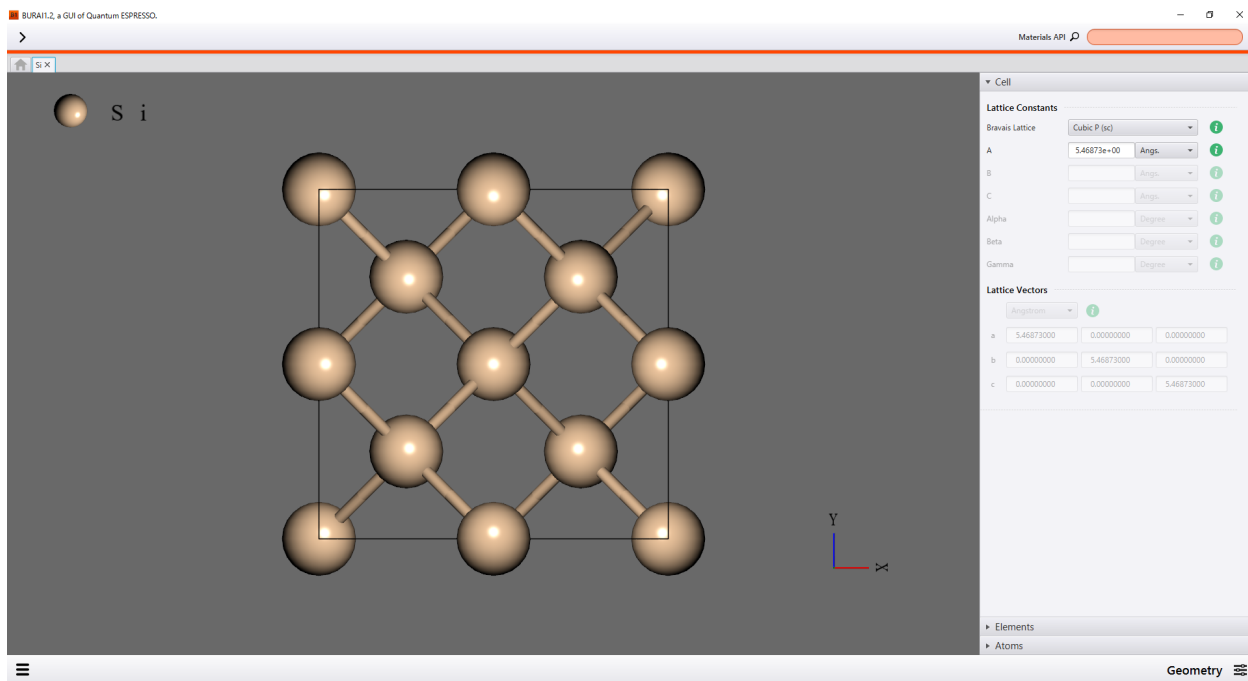 BURAI1.2, a GUI of Quantum ESPRESSO.
Materials API
Si
Cell
S i
Lattice Constants
Bravais Lattice Cubic P (sc)
A 5.46873e+00 Angs.
B Angs.
C Angs.
Alpha Degree
Beta Degree
Gamma Degree
Lattice Vectors
Angstrom
a 5.46873000 0.00000000 0.00000000
b 0.00000000 5.46873000 0.00000000
c 0.00000000 0.00000000 5.46873000
Y
X
Elements
Atoms
Geometry